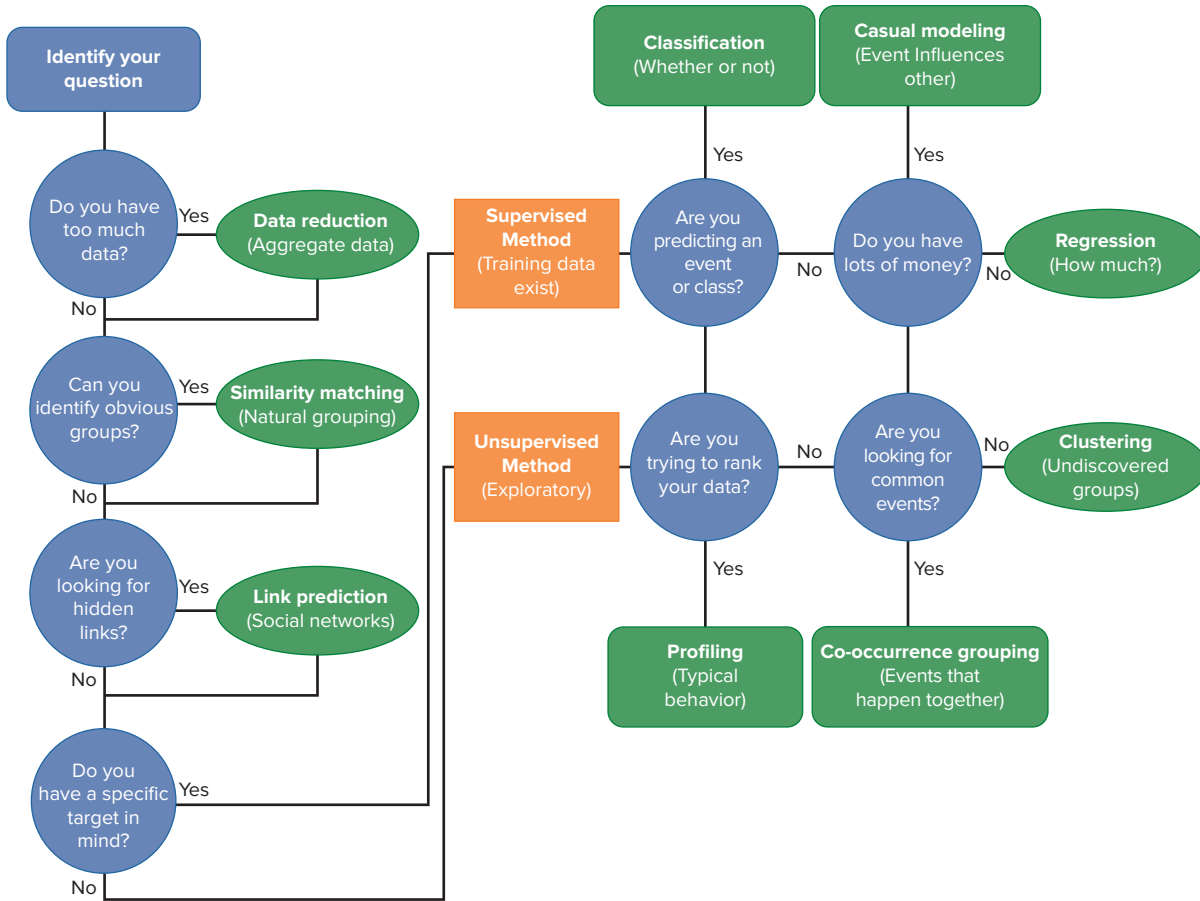 Identify your
question
Do you have
too much
data?
Yes
Data reduction
(Aggregate data)
No
Can you
identify obvious
groups?
Yes
Similarity matching
(Natural grouping)
No
Are you
looking for
hidden
links?
Yes
Link prediction
(Social networks)
No
Do you
have a specific
target in
mind?
Yes
No
Supervised
Method
(Training data
exist)
Classification
(Whether or not)
Yes
Are you
predicting an
event
or class?
No
Casual modeling
(Event Influences
other)
Yes
Do you have
lots of money?
No
Regression
(How much?)
Unsupervised
Method
(Exploratory)
Are you
trying to rank
your data?
No
Are you
looking for
common
events?
No
Clustering
(Undiscovered
groups)
Yes
Profiling
(Typical
behavior)
Yes
Co-occurrence grouping
(Events that
happen together)